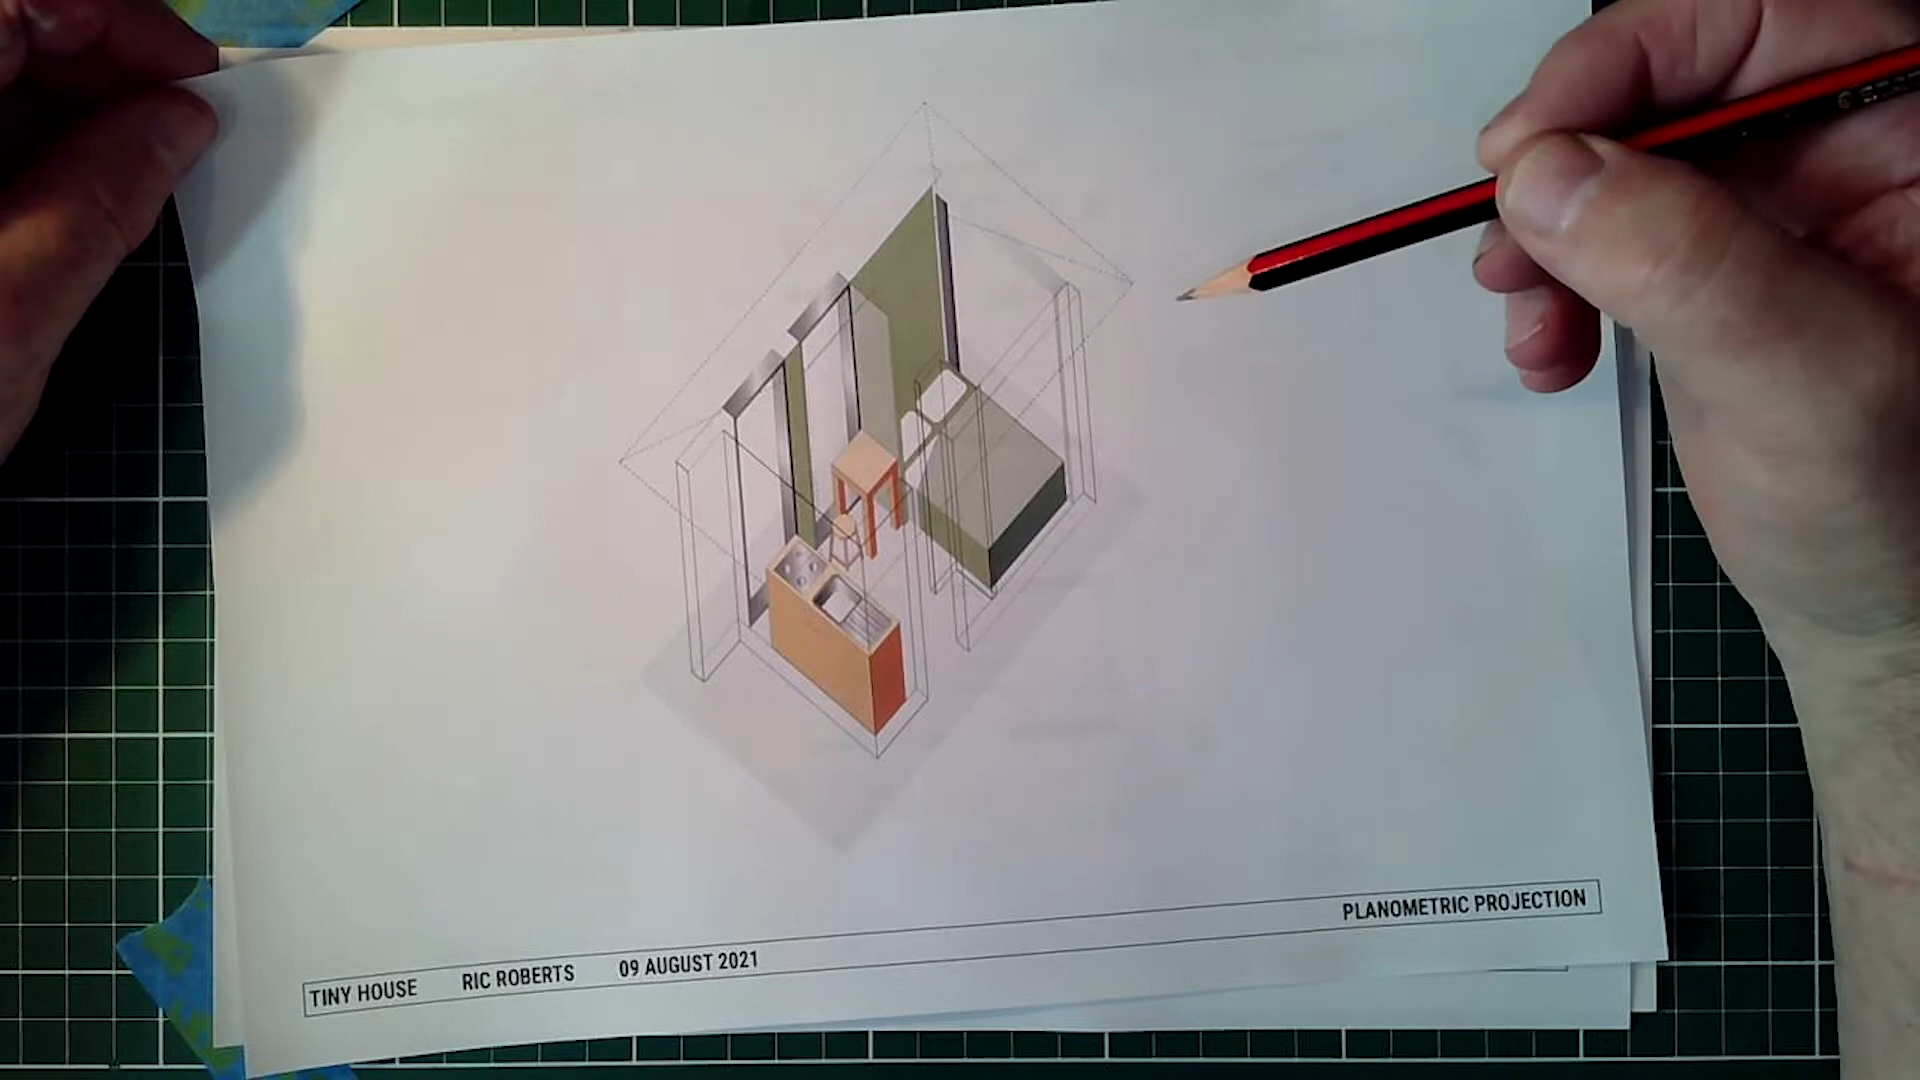 PLANOMETRIC PROJECTION
TINY HOUSE RIC ROBERTS 09 AUGUST 2021